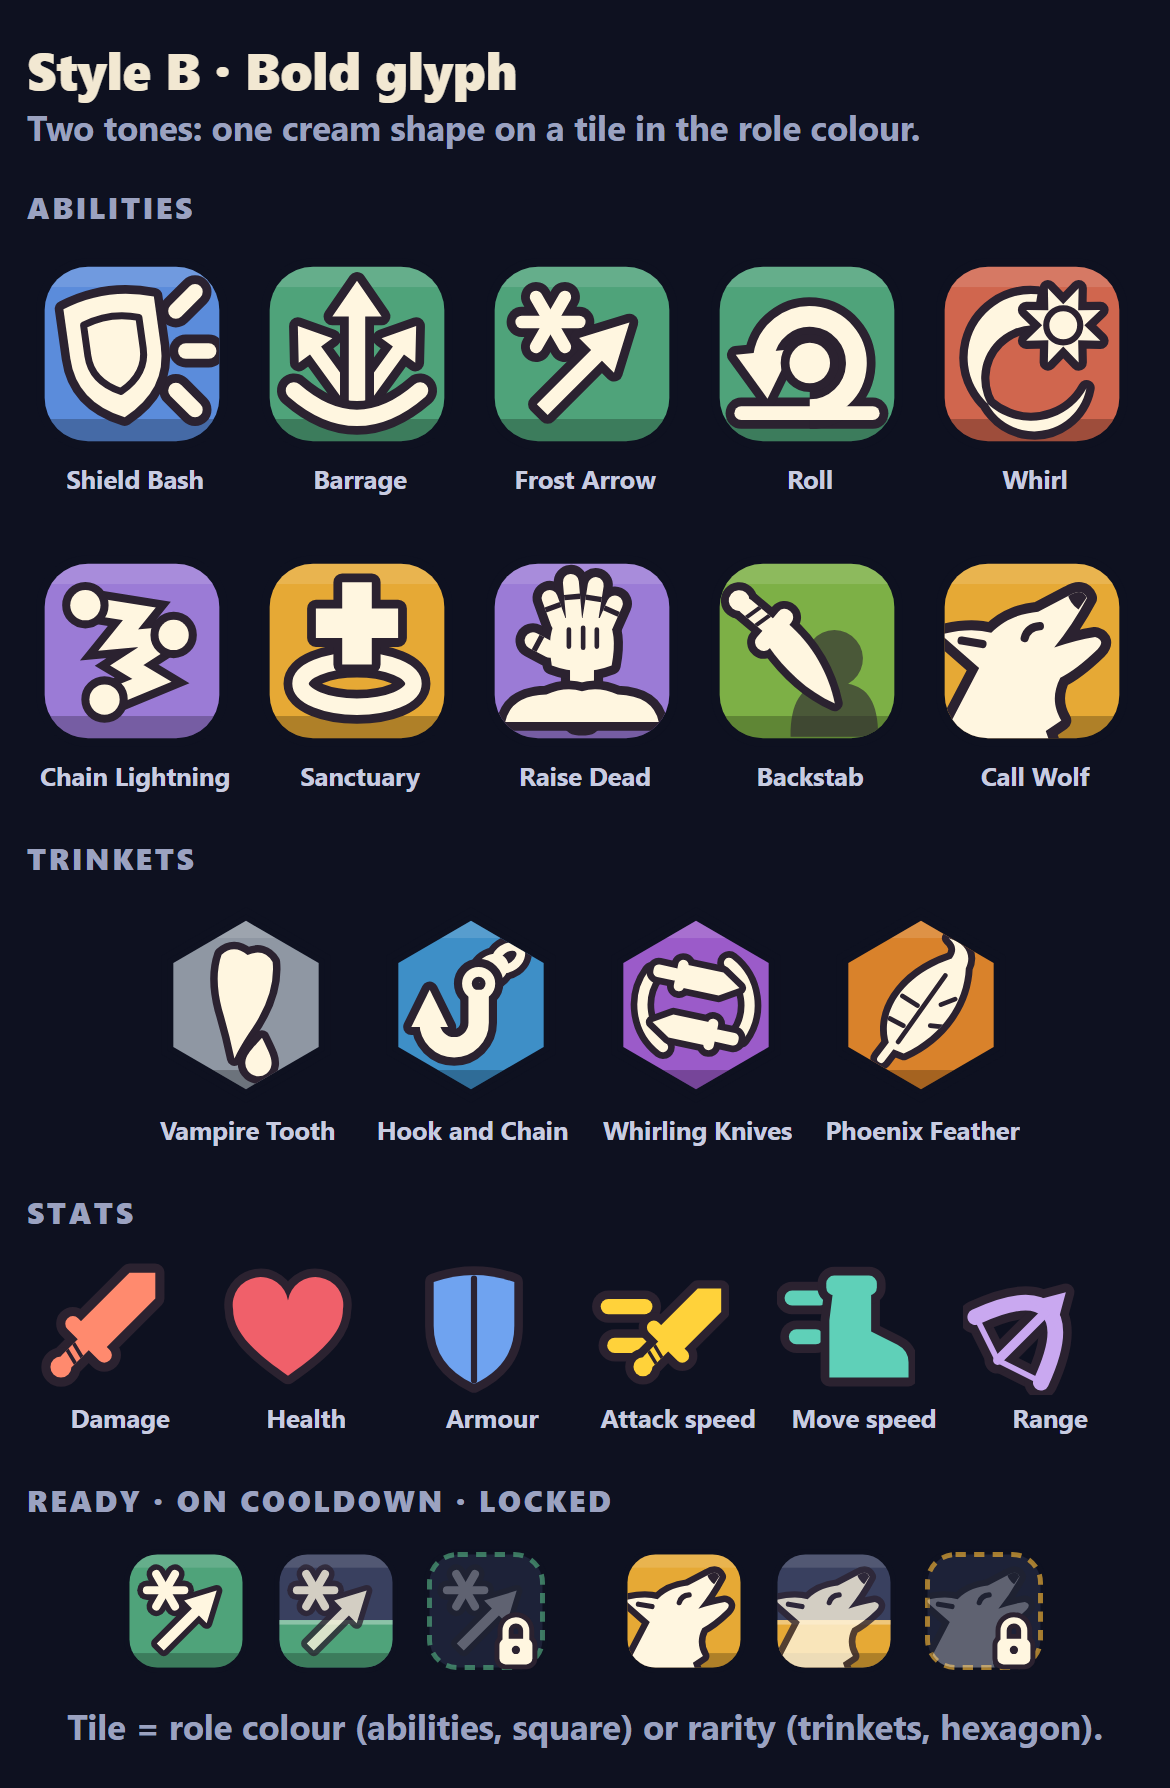 Style B · Bold glyph
Two tones: one cream shape on a tile in the role colour.
ABILITIES
Shield Bash
Barrage
Frost Arrow
Roll
Whirl
Chain Lightning
Sanctuary
Raise Dead
Backstab
Call Wolf
TRINKETS
Vampire Tooth
Hook and Chain
Whirling Knives
Phoenix Feather
STATS
Damage
Health
Armour
Attack speed
Move speed
Range
READY · ON COOLDOWN · LOCKED
Tile = role colour (abilities, square) or rarity (trinkets, hexagon).